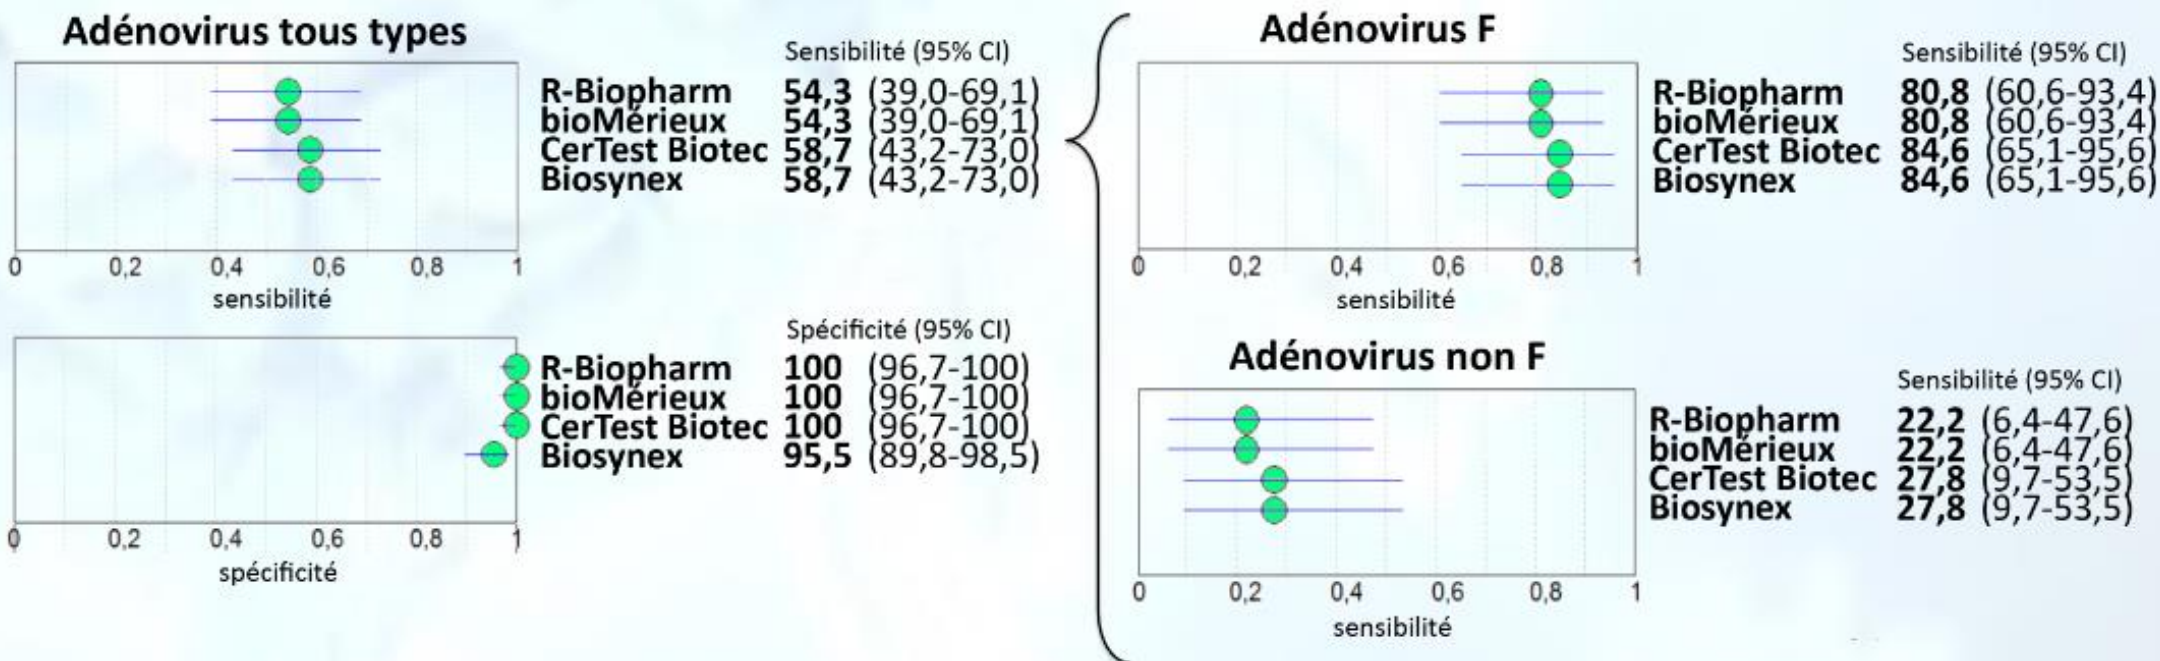 Adénovirus tous types
Sensibilité (95% CI)
R-Biopharm 54,3 (39,0-69,1)
bioMérieux 54,3 (39,0-69,1)
CerTest Biotec 58,7 (43,2-73,0)
Biosynex 58,7 (43,2-73,0)
0 0,2 0,4 0,6 0,8 1
sensibilité
Spécificité (95% CI)
R-Biopharm 100 (96,7-100)
bioMérieux 100 (96,7-100)
CerTest Biotec 100 (96,7-100)
Biosynex 95,5 (89,8-98,5)
0 0,2 0,4 0,6 0,8 1
spécificité
Adénovirus F
Sensibilité (95% CI)
R-Biopharm 80,8 (60,6-93,4)
bioMérieux 80,8 (60,6-93,4)
CerTest Biotec 84,6 (65,1-95,6)
Biosynex 84,6 (65,1-95,6)
0 0,2 0,4 0,6 0,8 1
sensibilité
Adénovirus non F
Sensibilité (95% CI)
R-Biopharm 22,2 (6,4-47,6)
bioMérieux 22,2 (6,4-47,6)
CerTest Biotec 27,8 (9,7-53,5)
Biosynex 27,8 (9,7-53,5)
0 0,2 0,4 0,6 0,8 1
sensibilité